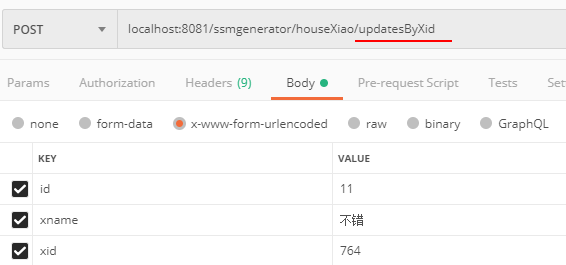 POST localhost:8081/ssmgenerator/houseXiao/updatesByXid
Params Authorization Headers (9) Body Pre-request Script Tests Set
none form-data x-www-form-urlencoded raw binary GraphQL
KEY VALUE
id 11
xname 不错
xid 764